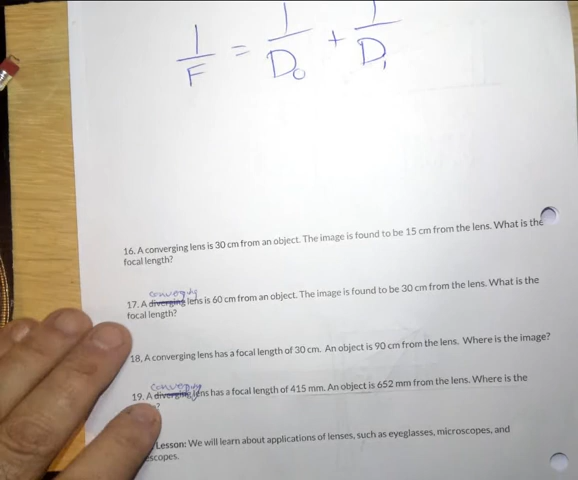 1/F = 1/D₀ + 1/Dᵢ
16. A converging lens is 30 cm from an object. The image is found to be 15 cm from the lens. What is the
focal length?
converging
17. A diverging lens is 60 cm from an object. The image is found to be 30 cm from the lens. What is the
focal length?
18. A converging lens has a focal length of 30 cm. An object is 90 cm from the lens. Where is the image?
converging
19. A diverging lens has a focal length of 415 mm. An object is 652 mm from the lens. Where is the
?
Lesson: We will learn about applications of lenses, such as eyeglasses, microscopes, and
scopes.